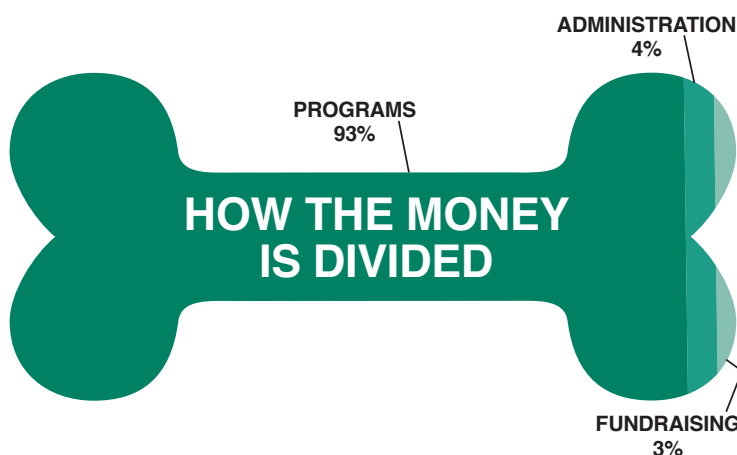 ADMINISTRATION
4%
PROGRAMS
93%
HOW THE MONEY
IS DIVIDED
FUNDRAISING
3%